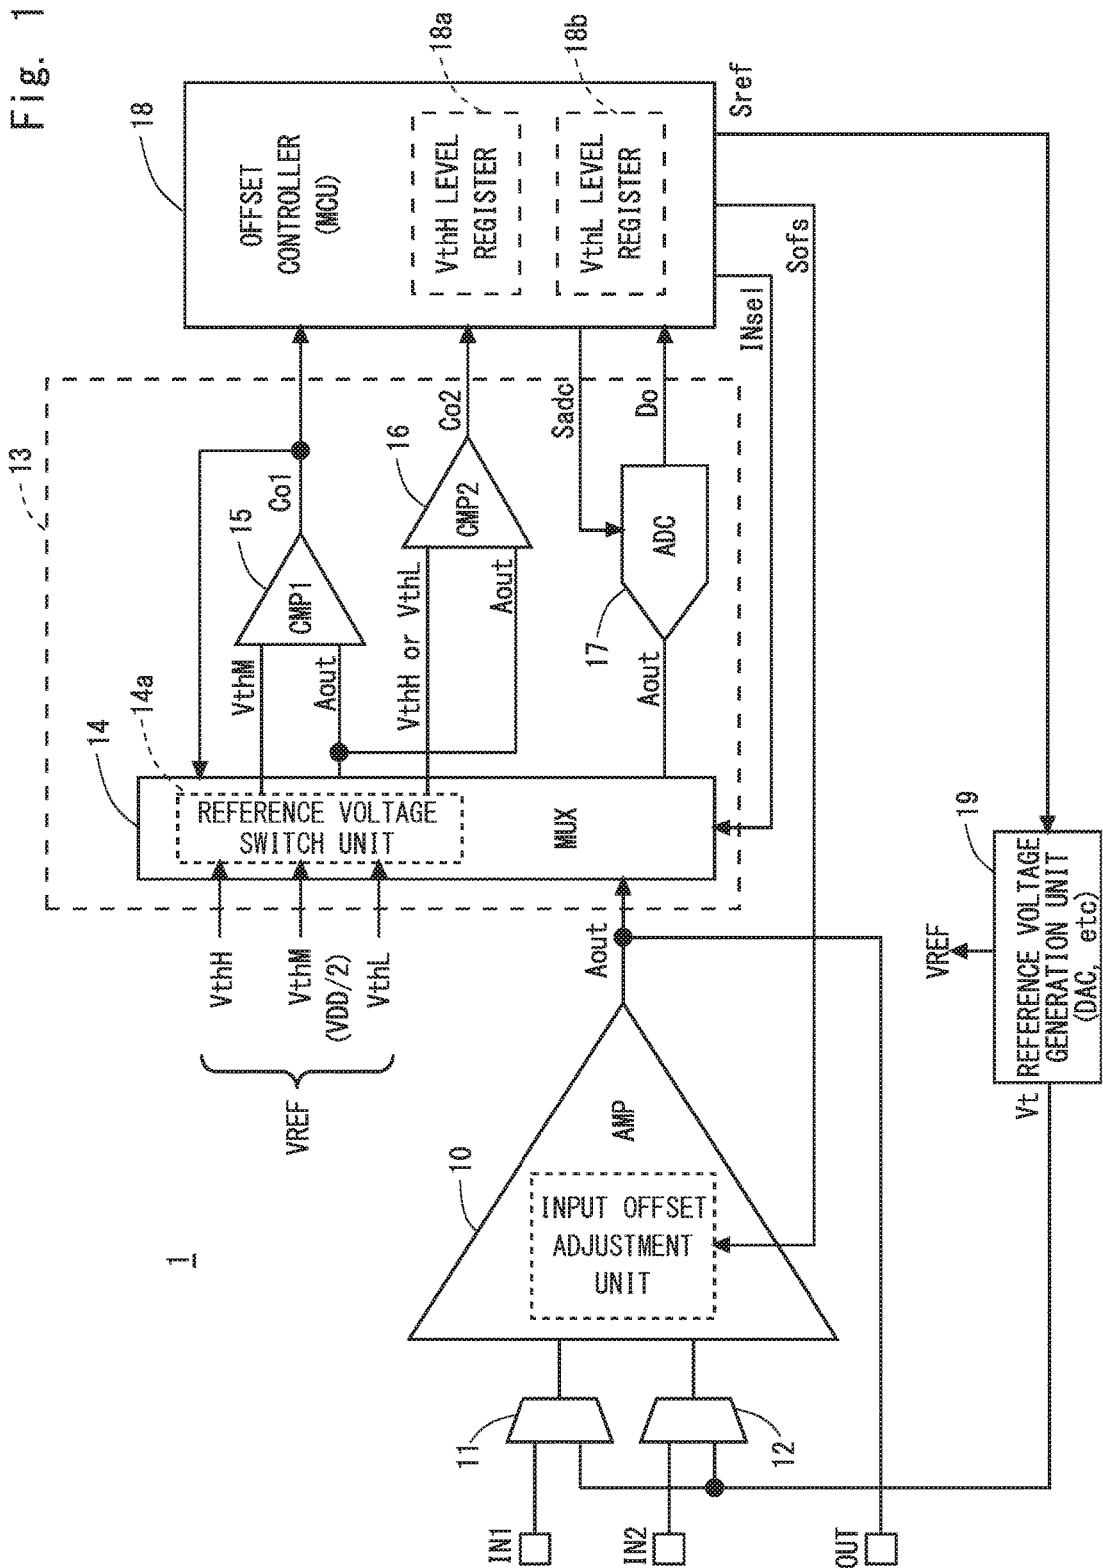 Fig. 1
1
IN1
IN2
OUT
11
12
10
AMP
INPUT OFFSET
ADJUSTMENT
UNIT
Aout
VREF
VthH
VthM
(VDD/2)
VthL
13
14
14a
REFERENCE VOLTAGE
SWITCH UNIT
MUX
VthM
Aout
15
CMP1
Co1
VthH or VthL
Aout
16
CMP2
Co2
Aout
17
ADC
Sadc
Do
18
OFFSET
CONTROLLER
(MCU)
18a
VthH LEVEL
REGISTER
18b
VthL LEVEL
REGISTER
INsel
Sofs
Sref
19
VREF
Vt
REFERENCE VOLTAGE
GENERATION UNIT
(DAC, etc)